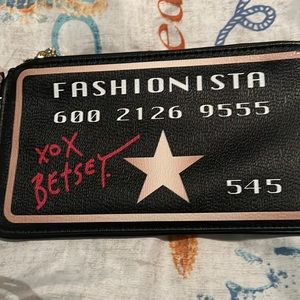 FASHIONISTA
600 2126 9555
XOX
BETSEY.
545